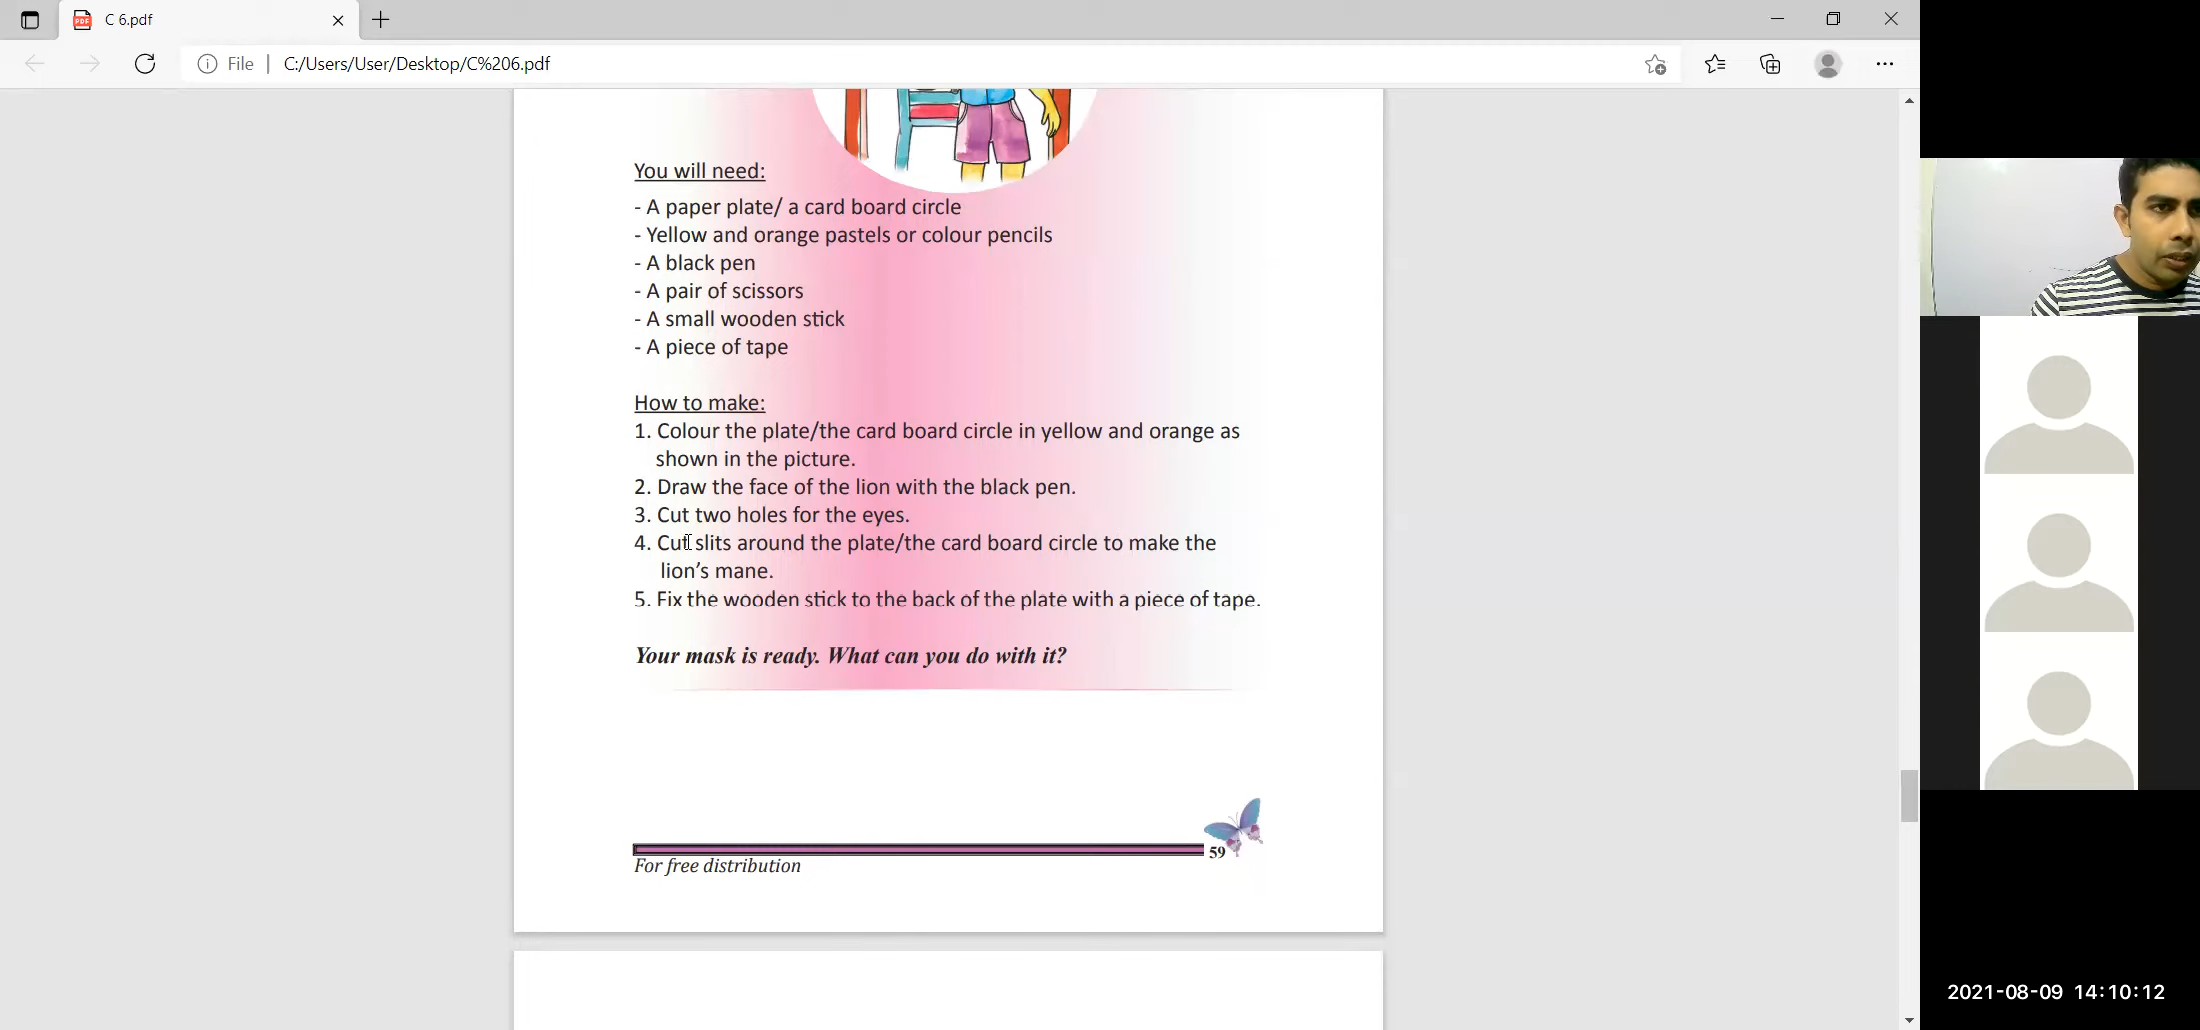 C 6.pdf
File
C:/Users/User/Desktop/C%206.pdf
You will need:
- A paper plate/ a card board circle
- Yellow and orange pastels or colour pencils
- A black pen
- A pair of scissors
- A small wooden stick
- A piece of tape
How to make:
1. Colour the plate/the card board circle in yellow and orange as
shown in the picture.
2. Draw the face of the lion with the black pen.
3. Cut two holes for the eyes.
4. Cut slits around the plate/the card board circle to make the
lion's mane.
5. Fix the wooden stick to the back of the plate with a piece of tape.
Your mask is ready. What can you do with it?
59
For free distribution
2021-08-09 14:10:12